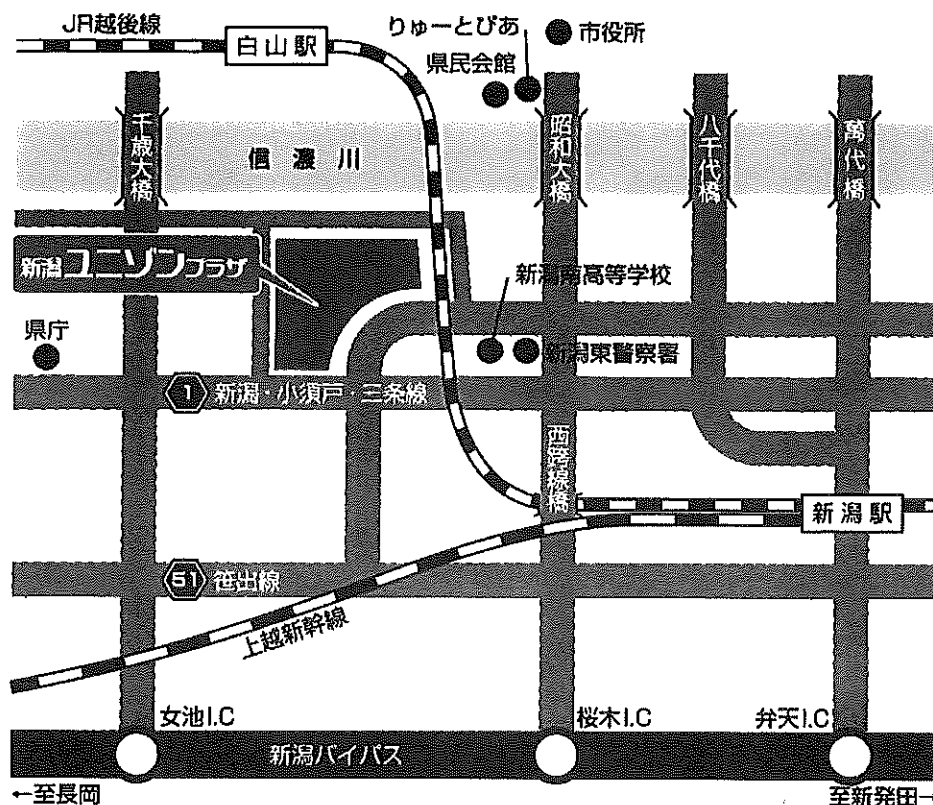 JR越後線
白山駅
りゅーとぴあ
市役所
県民会館
千歳大橋
信濃川
昭和大橋
八千代橋
萬代橋
新潟ユニゾンプラザ
新潟南高等学校
県庁
新潟東警察署
1 新潟・小須戸・三条線
西跨線橋
新潟駅
51 笹出線
上越新幹線
女池I.C
桜木I.C
弁天I.C
新潟バイパス
←至長岡
至新発田→